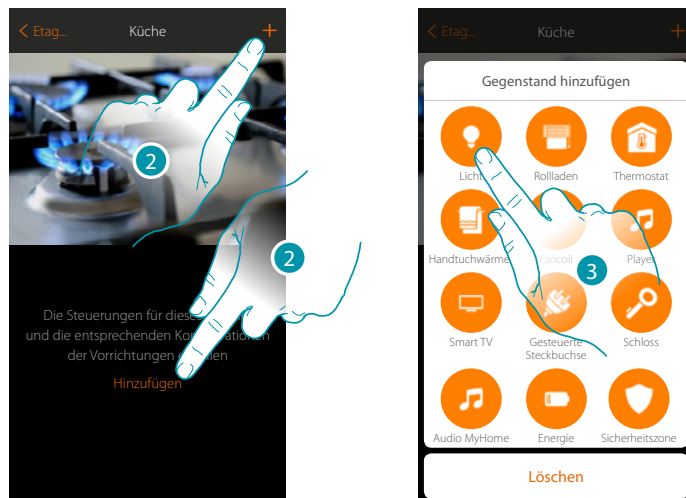 < Etag...
Küche
+
2
2
Die Steuerungen für diese
und die entsprechenden
der Vorrichtungen
Hinzufügen
< Etag...
Küche
+
Gegenstand hinzufügen
Licht
Rollladen
Thermostat
Handtuchwärme
Fancoil
Player
3
Smart TV
Gesteuerte
Steckbuchse
Schloss
Audio MyHome
Energie
Sicherheitszone
Löschen